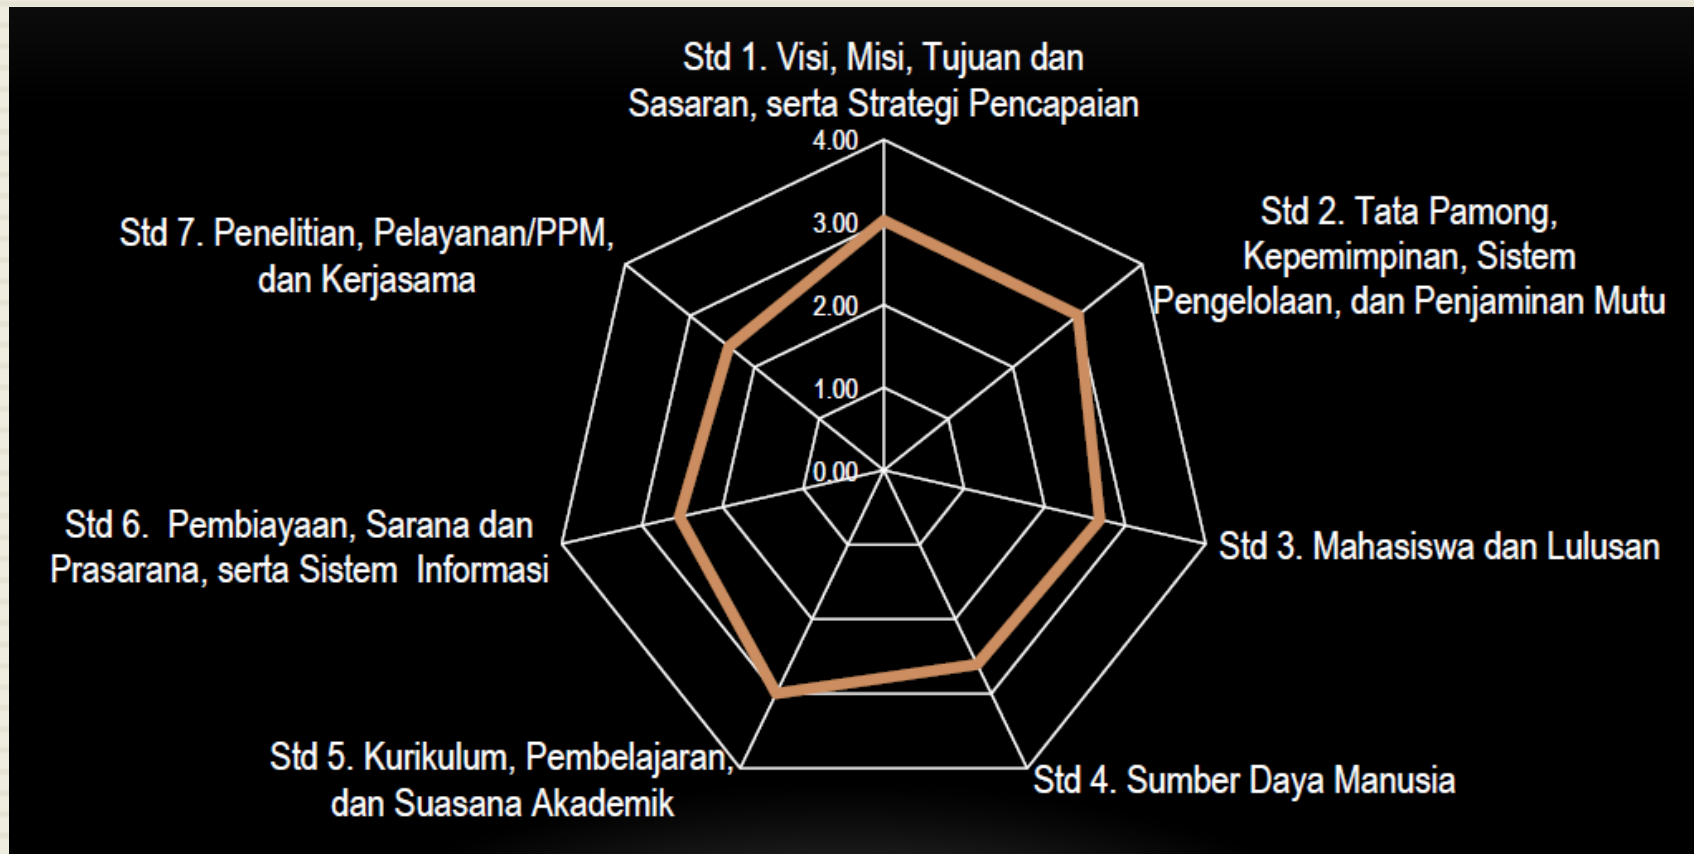 Std 1. Visi, Misi, Tujuan dan
Sasaran, serta Strategi Pencapaian
4.00
3.00
2.00
1.00
0.00
Std 2. Tata Pamong,
Kepemimpinan, Sistem
Pengelolaan, dan Penjaminan Mutu
Std 3. Mahasiswa dan Lulusan
Std 4. Sumber Daya Manusia
Std 5. Kurikulum, Pembelajaran,
dan Suasana Akademik
Std 6.  Pembiayaan, Sarana dan
Prasarana, serta Sistem  Informasi
Std 7. Penelitian, Pelayanan/PPM,
dan Kerjasama